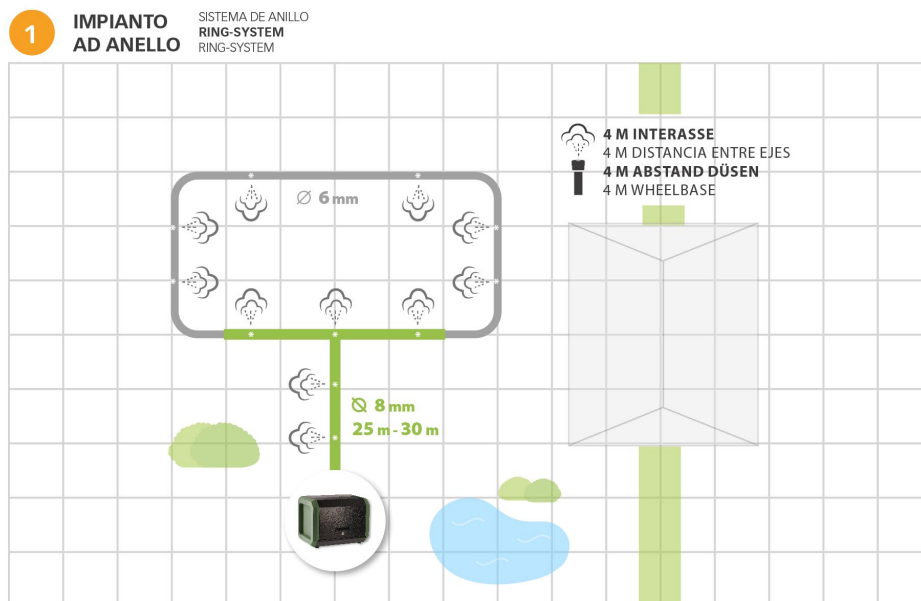 1
IMPIANTO
AD ANELLO
SISTEMA DE ANILLO
RING-SYSTEM
RING-SYSTEM
4 M INTERASSE
4 M DISTANCIA ENTRE EJES
4 M ABSTAND DÜSEN
4 M WHEELBASE
Ø 6 mm
Ø 8 mm
25 m - 30 m